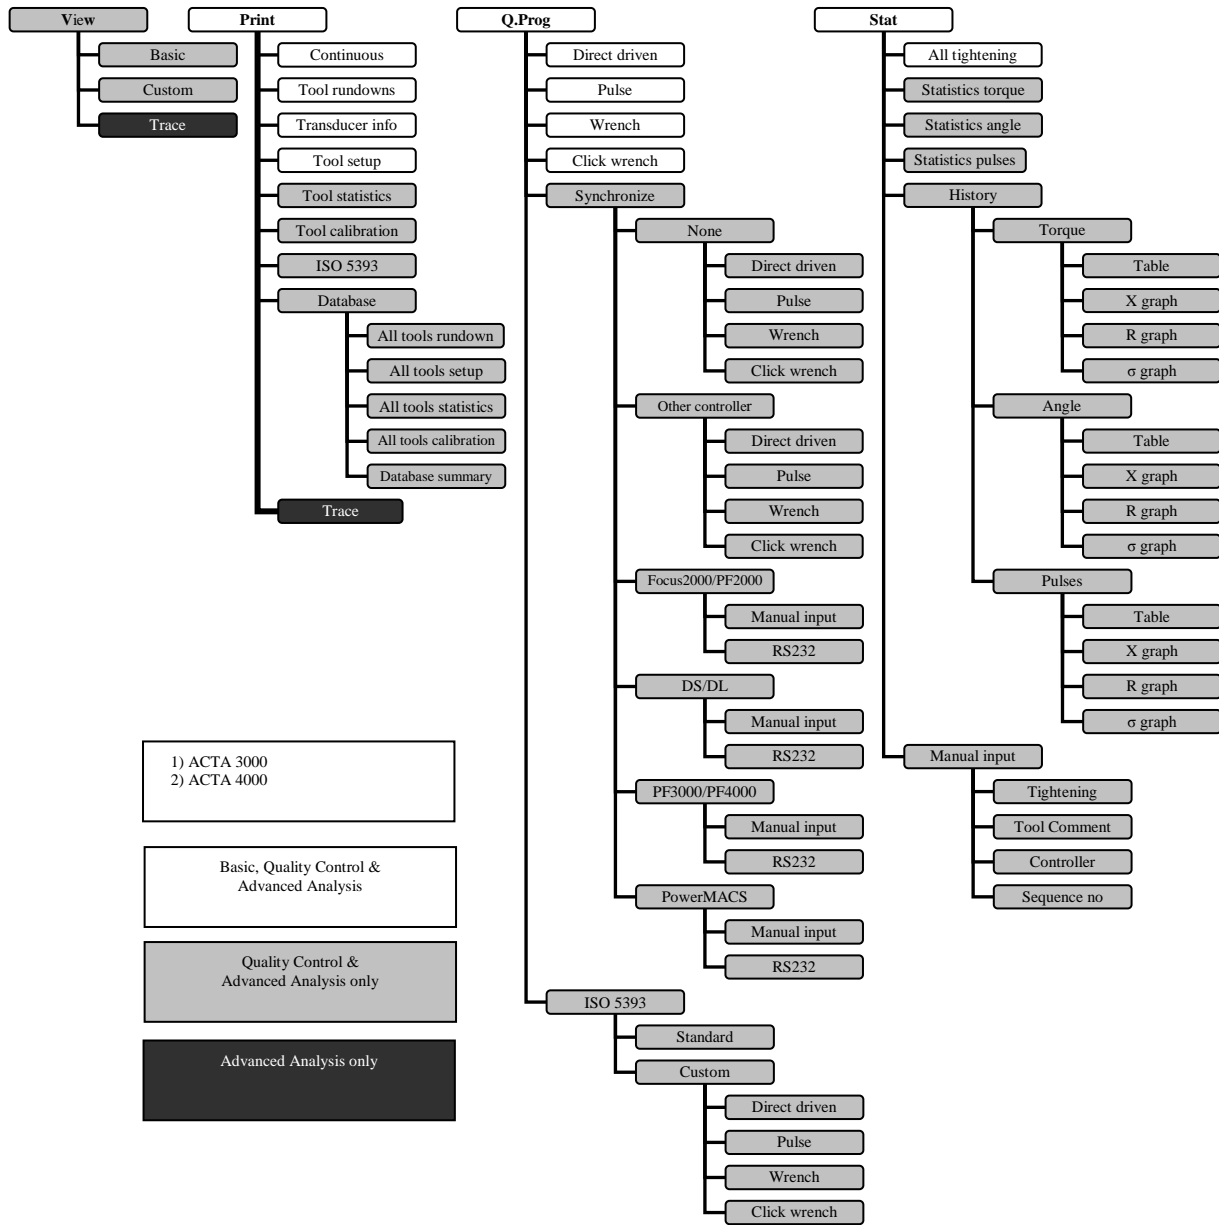 View
Basic
Custom
Trace
Print
Continuous
Tool rundowns
Transducer info
Tool setup
Tool statistics
Tool calibration
ISO 5393
Database
All tools rundown
All tools setup
All tools statistics
All tools calibration
Database summary
Trace
Q.Prog
Direct driven
Pulse
Wrench
Click wrench
Synchronize
None
Direct driven
Pulse
Wrench
Click wrench
Other controller
Direct driven
Pulse
Wrench
Click wrench
Focus2000/PF2000
Manual input
RS232
DS/DL
Manual input
RS232
PF3000/PF4000
Manual input
RS232
PowerMACS
Manual input
RS232
ISO 5393
Standard
Custom
Direct driven
Pulse
Wrench
Click wrench
Stat
All tightening
Statistics torque
Statistics angle
Statistics pulses
History
Torque
Table
X graph
R graph
σ graph
Angle
Table
X graph
R graph
σ graph
Pulses
Table
X graph
R graph
σ graph
Manual input
Tightening
Tool Comment
Controller
Sequence no
1) ACTA 3000
2) ACTA 4000
Basic, Quality Control &
Advanced Analysis
Quality Control &
Advanced Analysis only
Advanced Analysis only